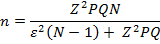 n = Z²PQN / ε²(N − 1) + Z²PQ